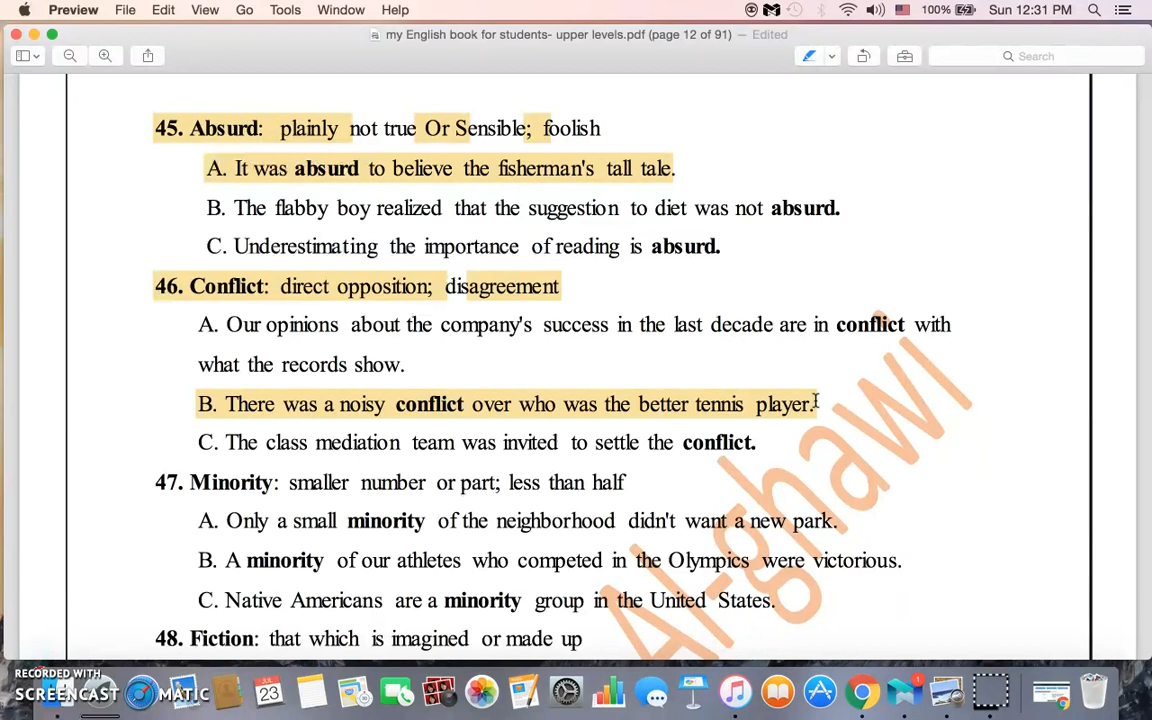 Preview File Edit View Go Tools Window Help 100% Sun 12:31 PM
my English book for students- upper levels.pdf (page 12 of 91) — Edited
Search
45. Absurd: plainly not true Or Sensible; foolish
A. It was absurd to believe the fisherman's tall tale.
B. The flabby boy realized that the suggestion to diet was not absurd.
C. Underestimating the importance of reading is absurd.
46. Conflict: direct opposition; disagreement
A. Our opinions about the company's success in the last decade are in conflict with
what the records show.
B. There was a noisy conflict over who was the better tennis player.
C. The class mediation team was invited to settle the conflict.
47. Minority: smaller number or part; less than half
A. Only a small minority of the neighborhood didn't want a new park.
B. A minority of our athletes who competed in the Olympics were victorious.
C. Native Americans are a minority group in the United States.
48. Fiction: that which is imagined or made up
Al-ghawi
RECORDED WITH
SCREENCAST MATIC
23
1